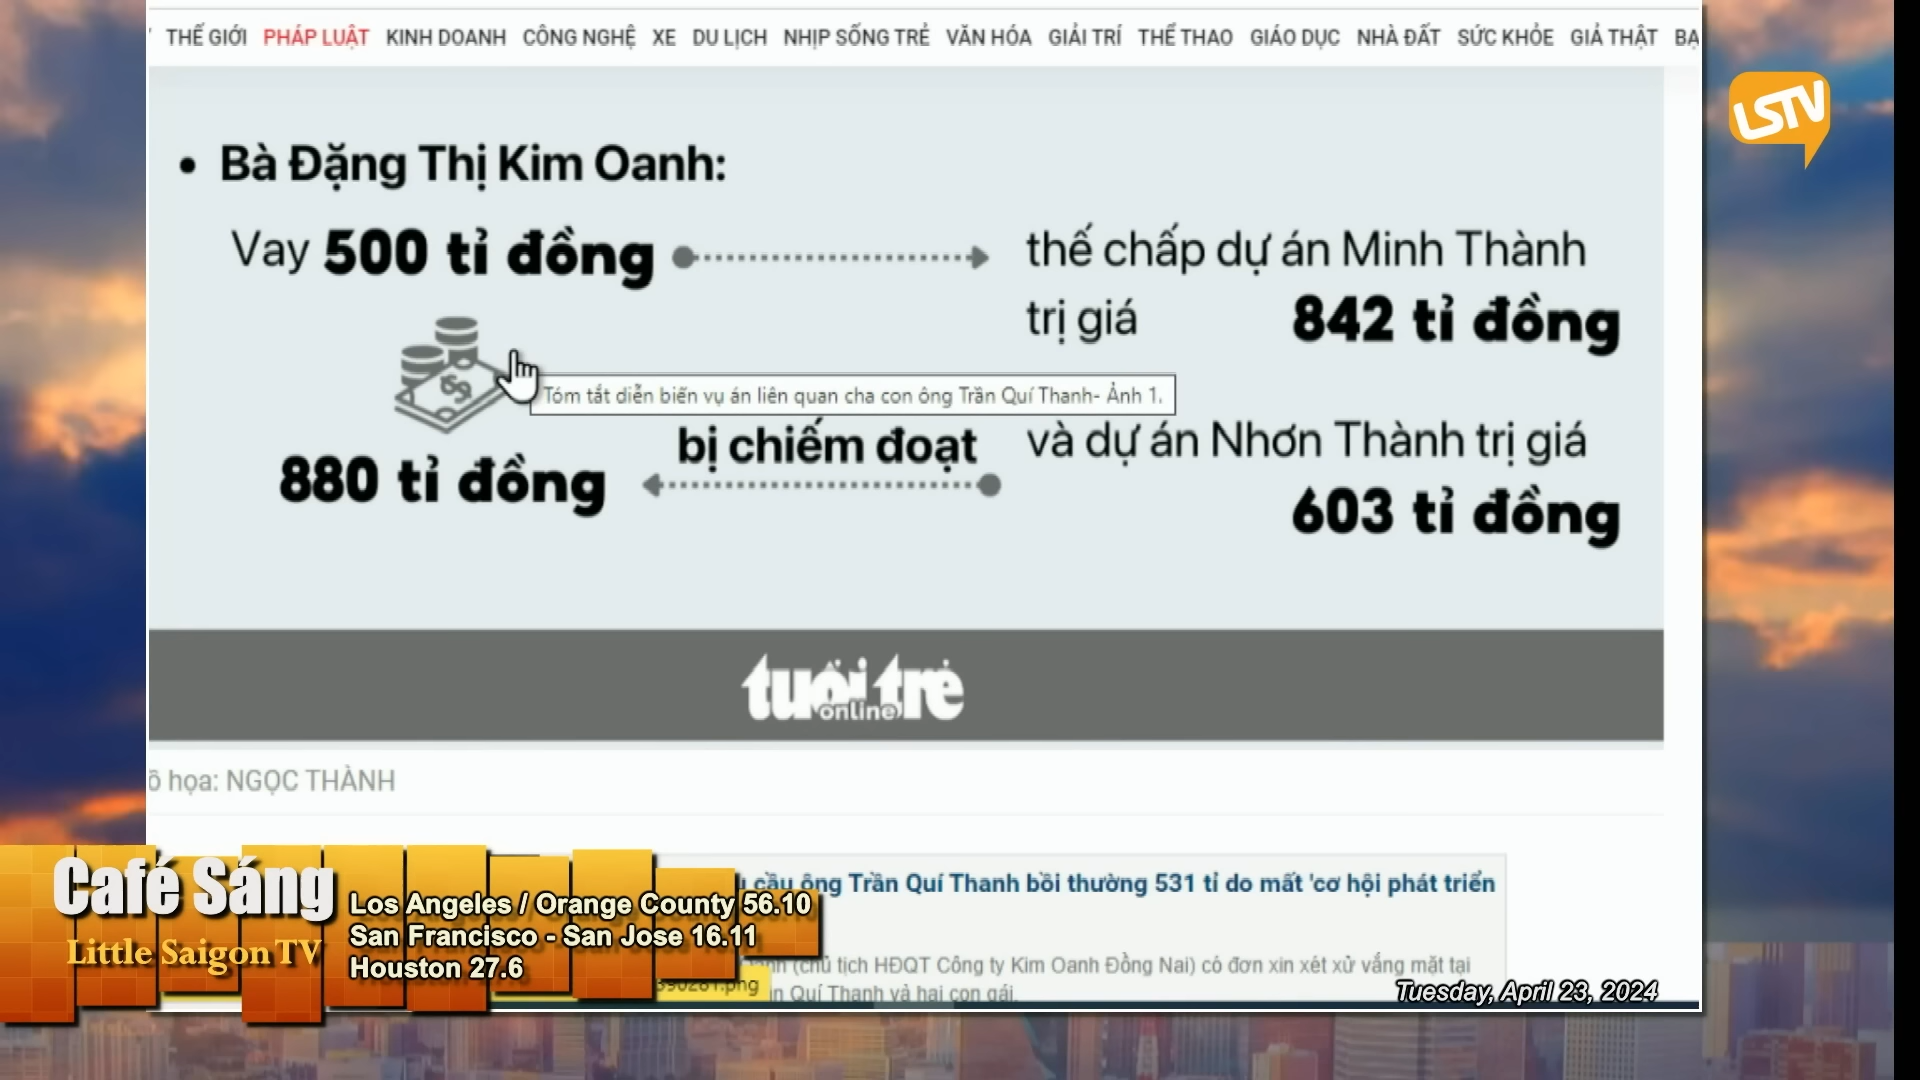 THẾ GIỚI PHÁP LUẬT KINH DOANH CÔNG NGHỆ XE DU LỊCH NHỊP SỐNG TRẺ VĂN HÓA GIẢI TRÍ THỂ THAO GIÁO DỤC NHÀ ĐẤT SỨC KHỎE GIẢ THẬT BẠ
LSTV
• Bà Đặng Thị Kim Oanh:
Vay 500 tỉ đồng
thế chấp dự án Minh Thành
trị giá 842 tỉ đồng
Tóm tắt diễn biến vụ án liên quan cha con ông Trần Quí Thanh- Ảnh 1.
bị chiếm đoạt
và dự án Nhơn Thành trị giá
880 tỉ đồng
603 tỉ đồng
tuổi trẻ
online
họa: NGỌC THÀNH
cầu ông Trần Quí Thanh bồi thường 531 tỉ do mất 'cơ hội phát triển
Café Sáng
Little Saigon TV
Los Angeles / Orange County 56.10
San Francisco - San Jose 16.11
Houston 27.6
(chủ tịch HĐQT Công ty Kim Oanh Đồng Nai) có đơn xin xét xử vắng mặt tại
Quí Thanh và hai con gái.
Tuesday, April 23, 2024